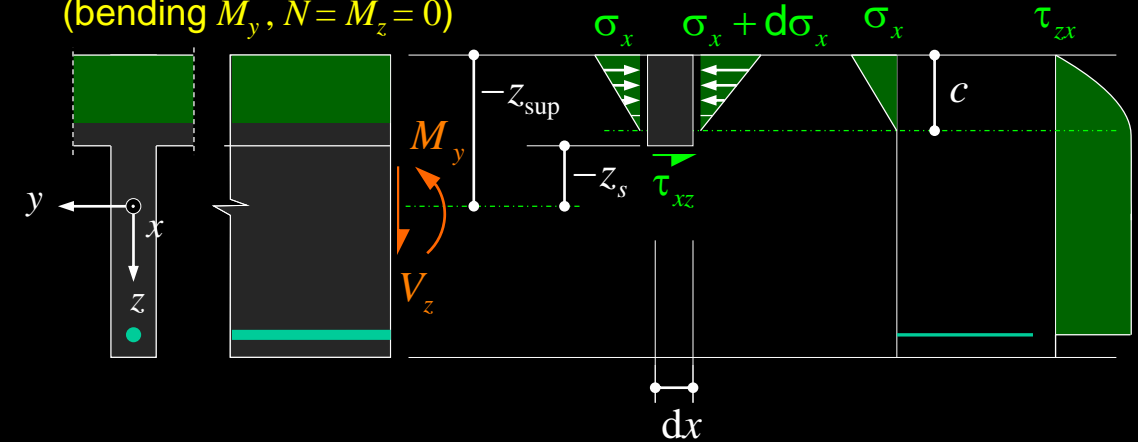 (bending M_y, N = M_z = 0)
σ_x σ_x + dσ_x σ_x τ_zx
−z_sup
c
M_y
−z_s
τ_xz
y
x
z
V_z
dx